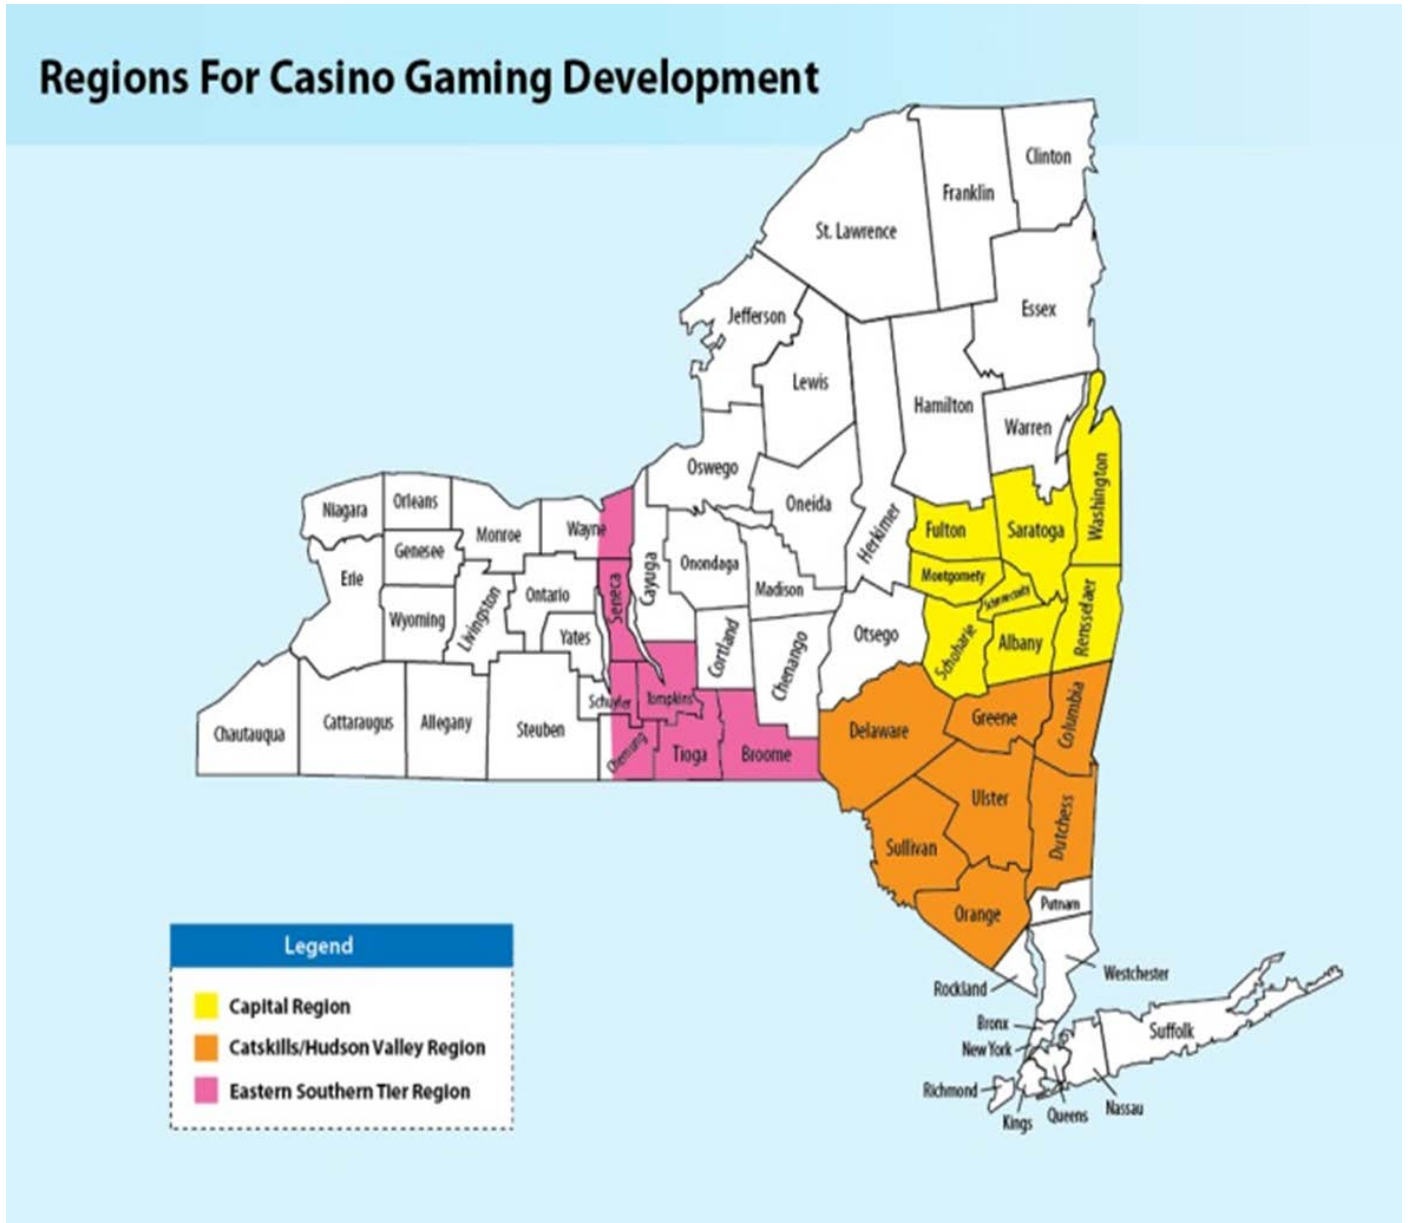 Regions For Casino Gaming Development
Clinton
Franklin
St. Lawrence
Essex
Jefferson
Lewis
Hamilton
Warren
Oswego
Washington
Oneida
Niagara
Orleans
Monroe
Wayne
Herkimer
Fulton
Saratoga
Genesee
Erie
Cayuga
Onondaga
Madison
Montgomery
Schenectady
Rensselaer
Wyoming
Livingston
Ontario
Seneca
Yates
Cortland
Chenango
Otsego
Schoharie
Albany
Chautauqua
Cattaraugus
Allegany
Steuben
Schuyler
Tompkins
Chemung
Tioga
Broome
Delaware
Greene
Columbia
Ulster
Dutchess
Sullivan
Orange
Putnam
Legend
Capital Region
Catskills/Hudson Valley Region
Eastern Southern Tier Region
Westchester
Rockland
Bronx
New York
Suffolk
Richmond
Kings
Queens
Nassau